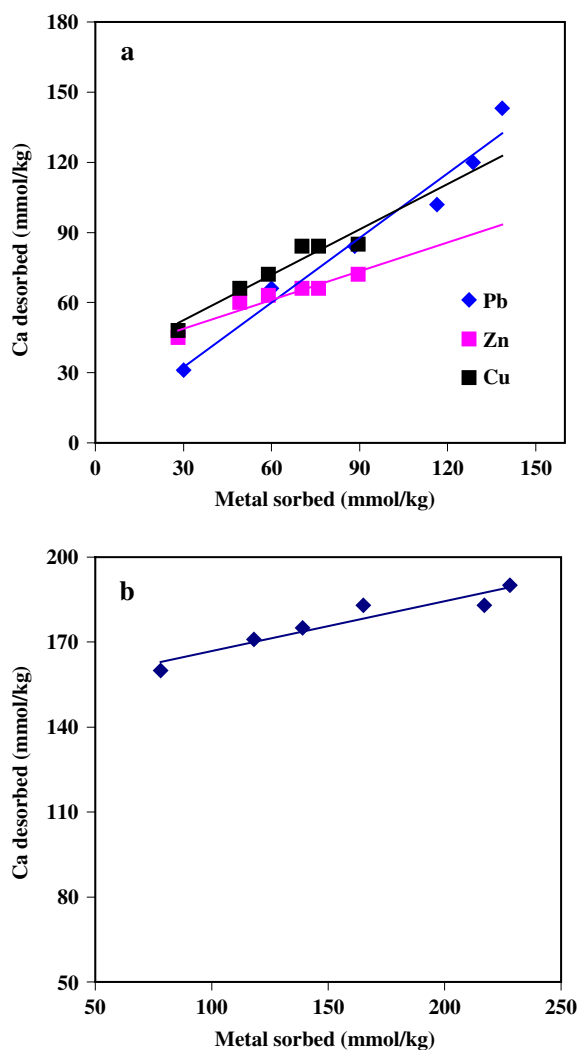 180
a
150
120
90
60
30
0
Ca desorbed (mmol/kg)
Pb
Zn
Cu
0 30 60 90 120 150
Metal sorbed (mmol/kg)
200
b
170
140
110
80
50
Ca desorbed (mmol/kg)
50 100 150 200 250
Metal sorbed (mmol/kg)